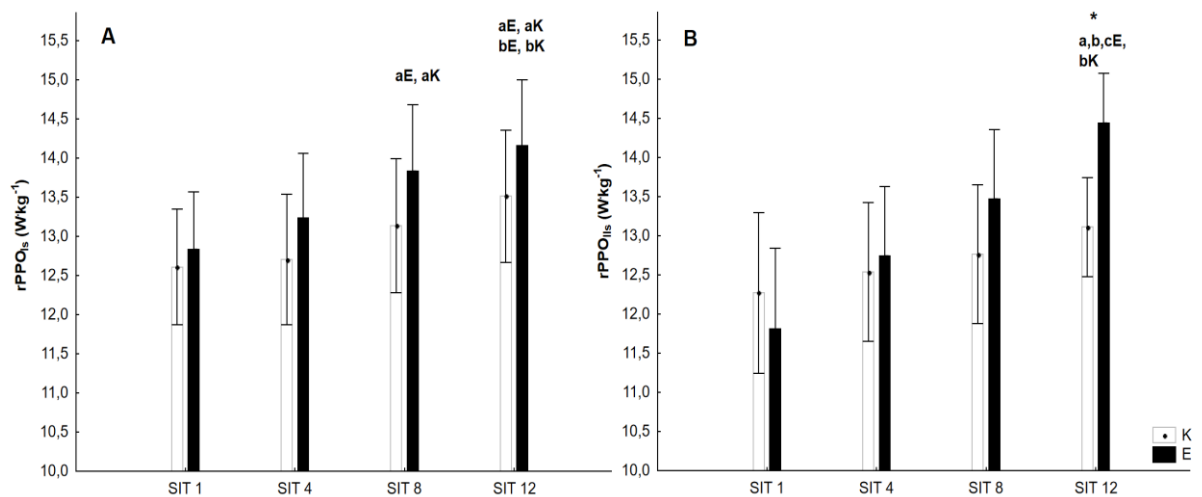 A
aE, aK
bE, bK
aE, aK
rPPOIs (W·kg-1)
15,5
15,0
14,5
14,0
13,5
13,0
12,5
12,0
11,5
11,0
10,5
10,0
SIT 1 SIT 4 SIT 8 SIT 12
B
*
a,b,cE,
bK
rPPOIIs (W·kg-1)
15,5
15,0
14,5
14,0
13,5
13,0
12,5
12,0
11,5
11,0
10,5
10,0
SIT 1 SIT 4 SIT 8 SIT 12
K
E